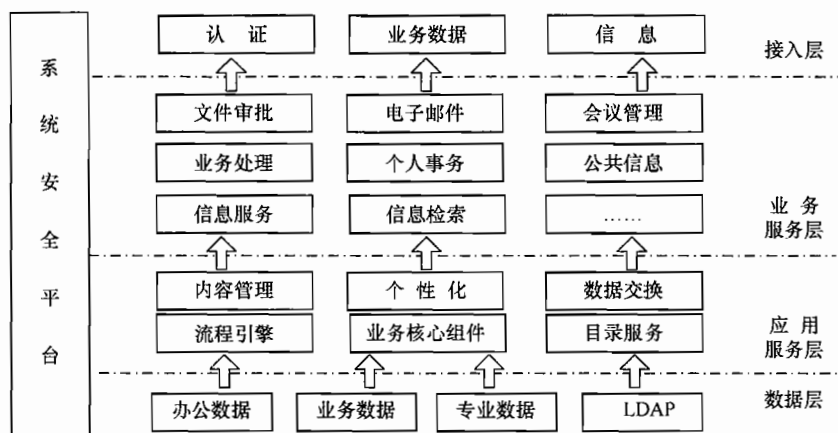 系
统
安
全
平
台
认 证
业务数据
信 息
接入层
文件审批
电子邮件
会议管理
业务处理
个人事务
公共信息
信息服务
信息检索
……
业 务
服务层
内容管理
个 性 化
数据交换
流程引擎
业务核心组件
目录服务
应 用
服务层
办公数据
业务数据
专业数据
LDAP
数据层